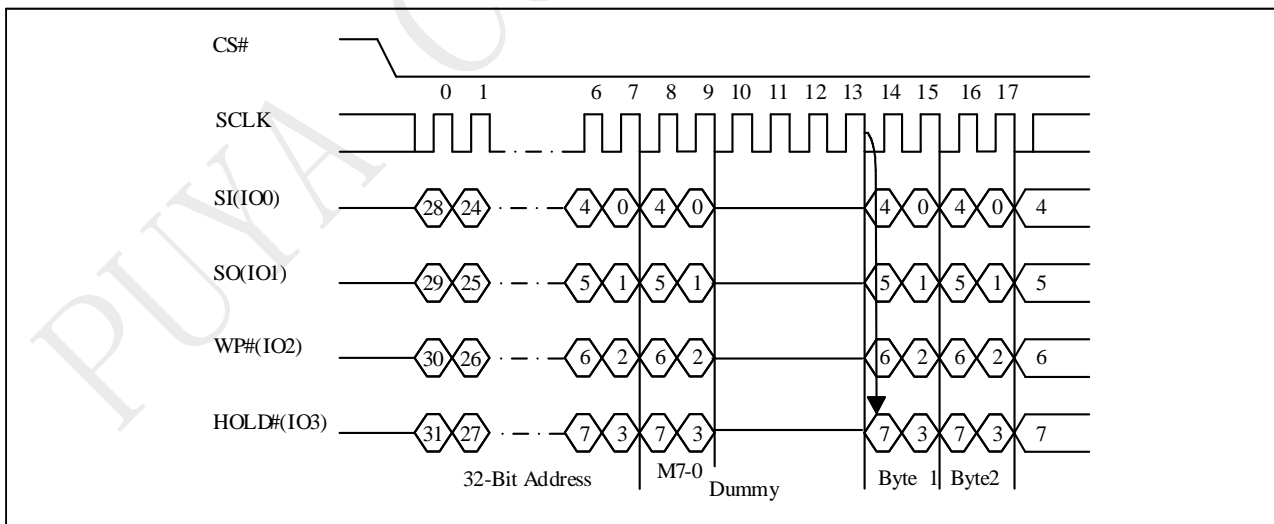 PUYA
CS#
0 1 6 7 8 9 10 11 12 13 14 15 16 17
SCLK
SI(IO0) 28 24 4 0 4 0 4 0 4 0 4
SO(IO1) 29 25 5 1 5 1 5 1 5 1 5
WP#(IO2) 30 26 6 2 6 2 6 2 6 2 6
HOLD#(IO3) 31 27 7 3 7 3 7 3 7 3 7
32-Bit Address M7-0 Dummy Byte 1 Byte2